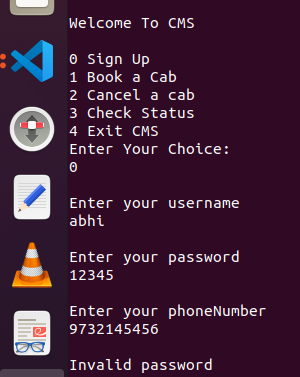 Welcome To CMS
0 Sign Up
1 Book a Cab
2 Cancel a cab
3 Check Status
4 Exit CMS
Enter Your Choice:
0
Enter your username
abhi
Enter your password
12345
Enter your phoneNumber
9732145456
Invalid password